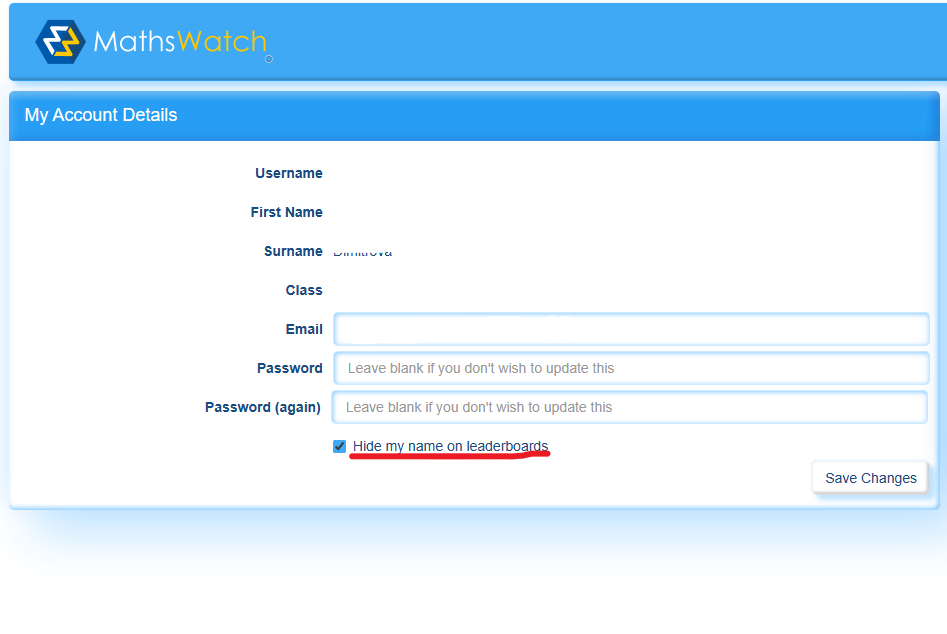 MathsWatch
My Account Details
Username
First Name
Surname
Class
Email
Password Leave blank if you don't wish to update this
Password (again) Leave blank if you don't wish to update this
Hide my name on leaderboards
Save Changes